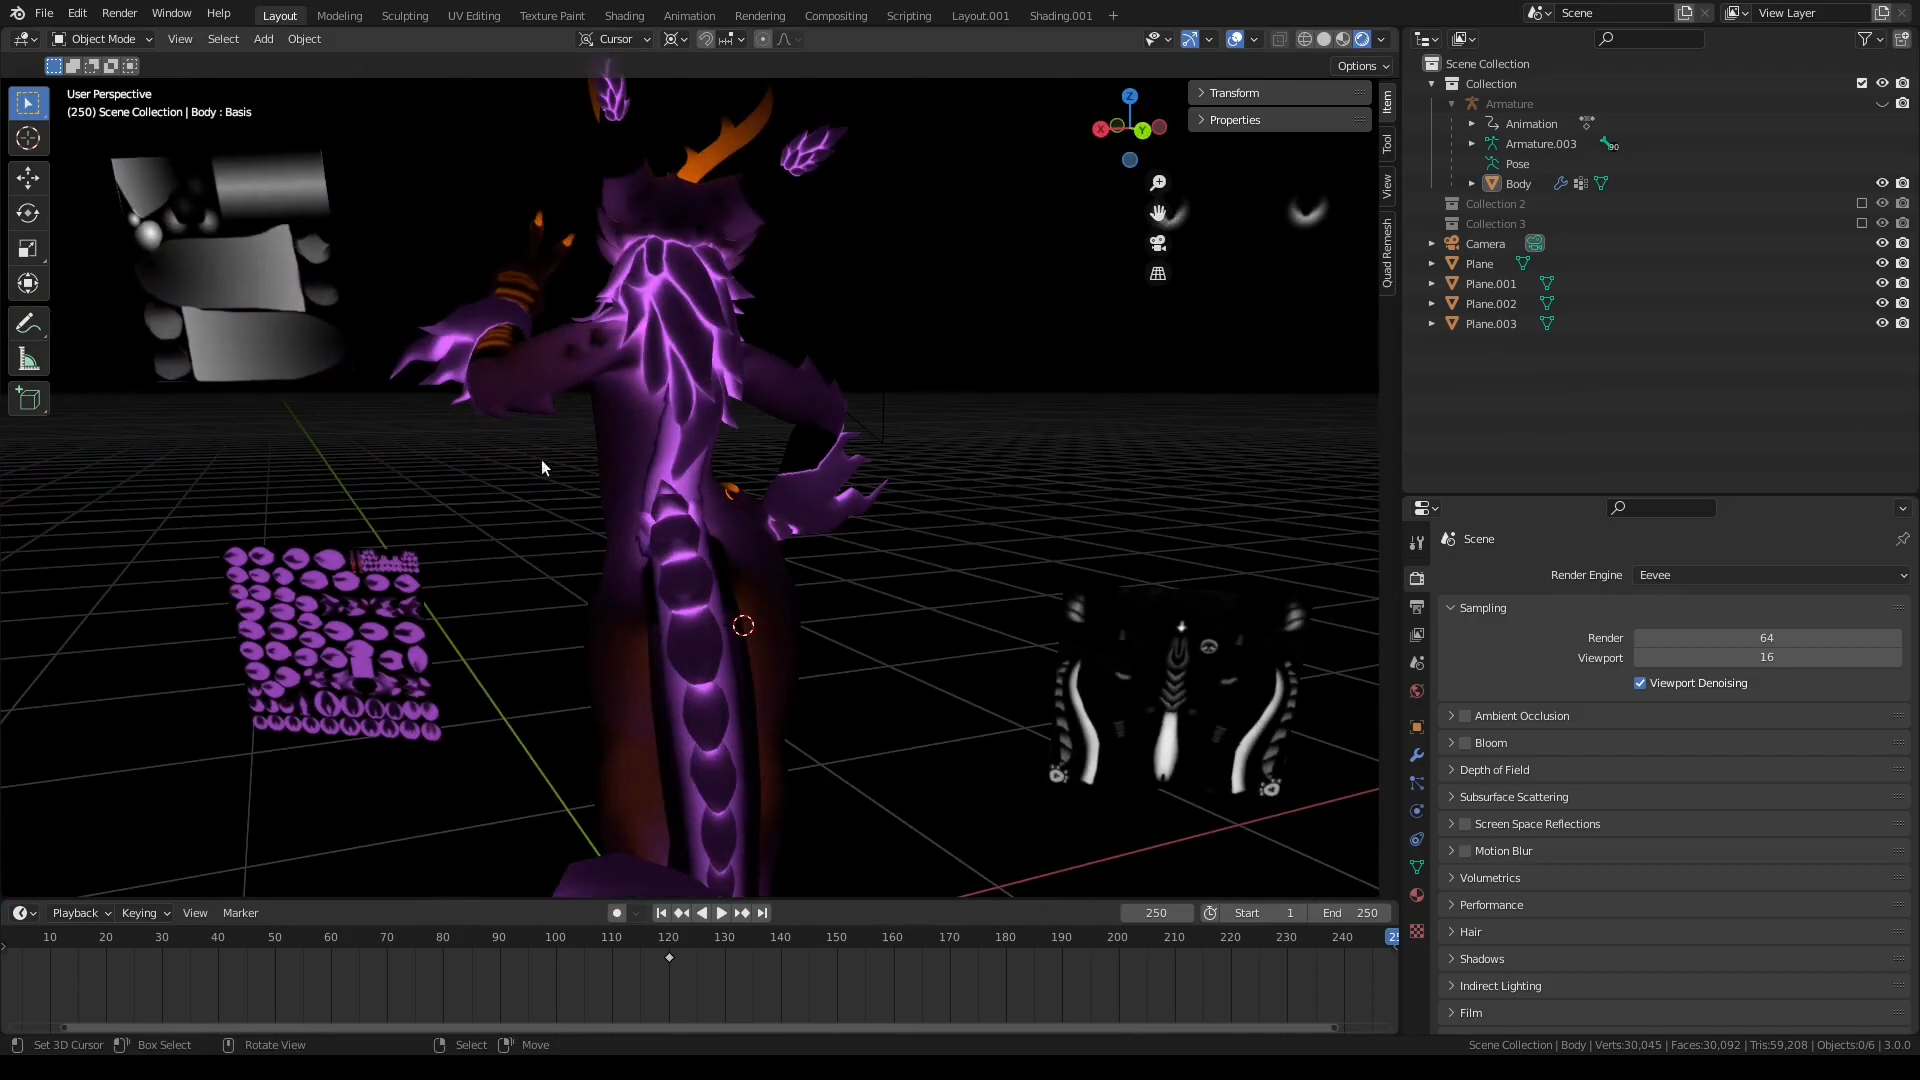 File Edit Render Window Help
Layout Modeling Sculpting UV Editing Texture Paint Shading Animation Rendering Compositing Scripting Layout.001 Shading.001 +
Scene
View Layer
Object Mode View Select Add Object
Cursor
Options
User Perspective
(250) Scene Collection | Body : Basis
Z
X
Y
Transform
Properties
Item
Tool
View
Quad Remesh
Scene Collection
Collection
Armature
Animation
Armature.003
90
Pose
Body
Collection 2
Collection 3
Camera
Plane
Plane.001
Plane.002
Plane.003
Scene
Render Engine Eevee
Sampling
Render 64
Viewport 16
Viewport Denoising
Ambient Occlusion
Bloom
Depth of Field
Subsurface Scattering
Screen Space Reflections
Motion Blur
Volumetrics
Performance
Hair
Shadows
Indirect Lighting
Film
Playback Keying View Marker
250
Start 1
End 250
10 20 30 40 50 60 70 80 90 100 110 120 130 140 150 160 170 180 190 200 210 220 230 240 25
Set 3D Cursor Box Select Rotate View Select Move
Scene Collection | Body | Verts:30,045 | Faces:30,092 | Tris:59,208 | Objects:0/6 | 3.0.0